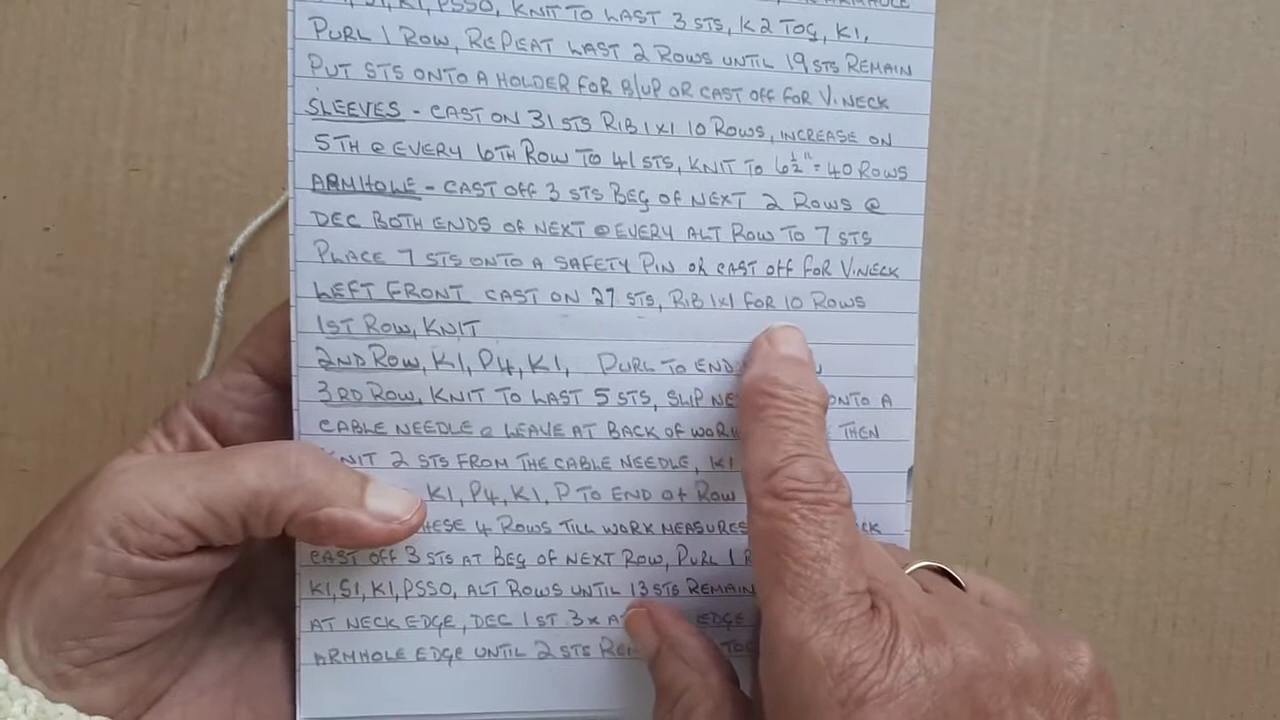 K1, PSSO, KNIT TO LAST 3 STS, K2 TOG, K1,
PURL 1 ROW, REPEAT LAST 2 ROWS UNTIL 19 STS REMAIN
PUT STS ONTO A HOLDER FOR B/UP OR CAST OFF FOR V.NECK
SLEEVES - CAST ON 31 STS RIB 1X1 10 ROWS, INCREASE ON
5TH @ EVERY 6TH ROW TO 41 STS, KNIT TO 6½" = 40 ROWS
ARMHOLE - CAST OFF 3 STS BEG OF NEXT 2 ROWS @
DEC BOTH ENDS OF NEXT @ EVERY ALT ROW TO 7 STS
PLACE 7 STS ONTO A SAFETY PIN OR CAST OFF FOR V.NECK
LEFT FRONT CAST ON 27 STS, RIB 1X1 FOR 10 ROWS
1ST ROW, KNIT
2ND ROW, K1, P4, K1, PURL TO END
3RD ROW, KNIT TO LAST 5 STS, SLIP ONTO A
CABLE NEEDLE @ LEAVE AT BACK OF THEN
KNIT 2 STS FROM THE CABLE NEEDLE, K1
K1, P4, K1, P TO END OF ROW
THESE 4 ROWS TILL WORK MEASURES
CAST OFF 3 STS AT BEG OF NEXT ROW, PURL 1
K1, S1, K1, PSSO, ALT ROWS UNTIL 13 STS REMAIN
AT NECK EDGE, DEC 1ST 3X EDGE
ARMHOLE EDGE UNTIL 2 STS